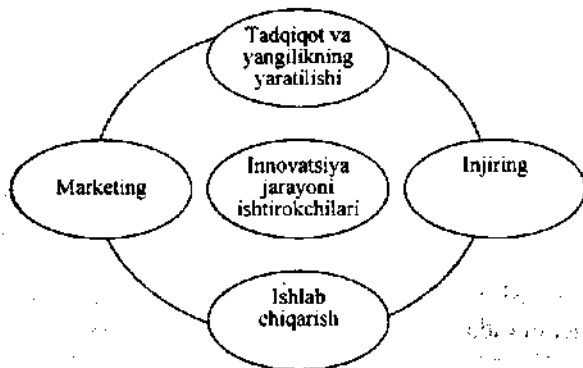 Tadqiqot va
yangilikning
yaratilishi
Marketing
Innovatsiya
jarayoni
ishtirokchilari
Injiring
Ishlab
chiqarish